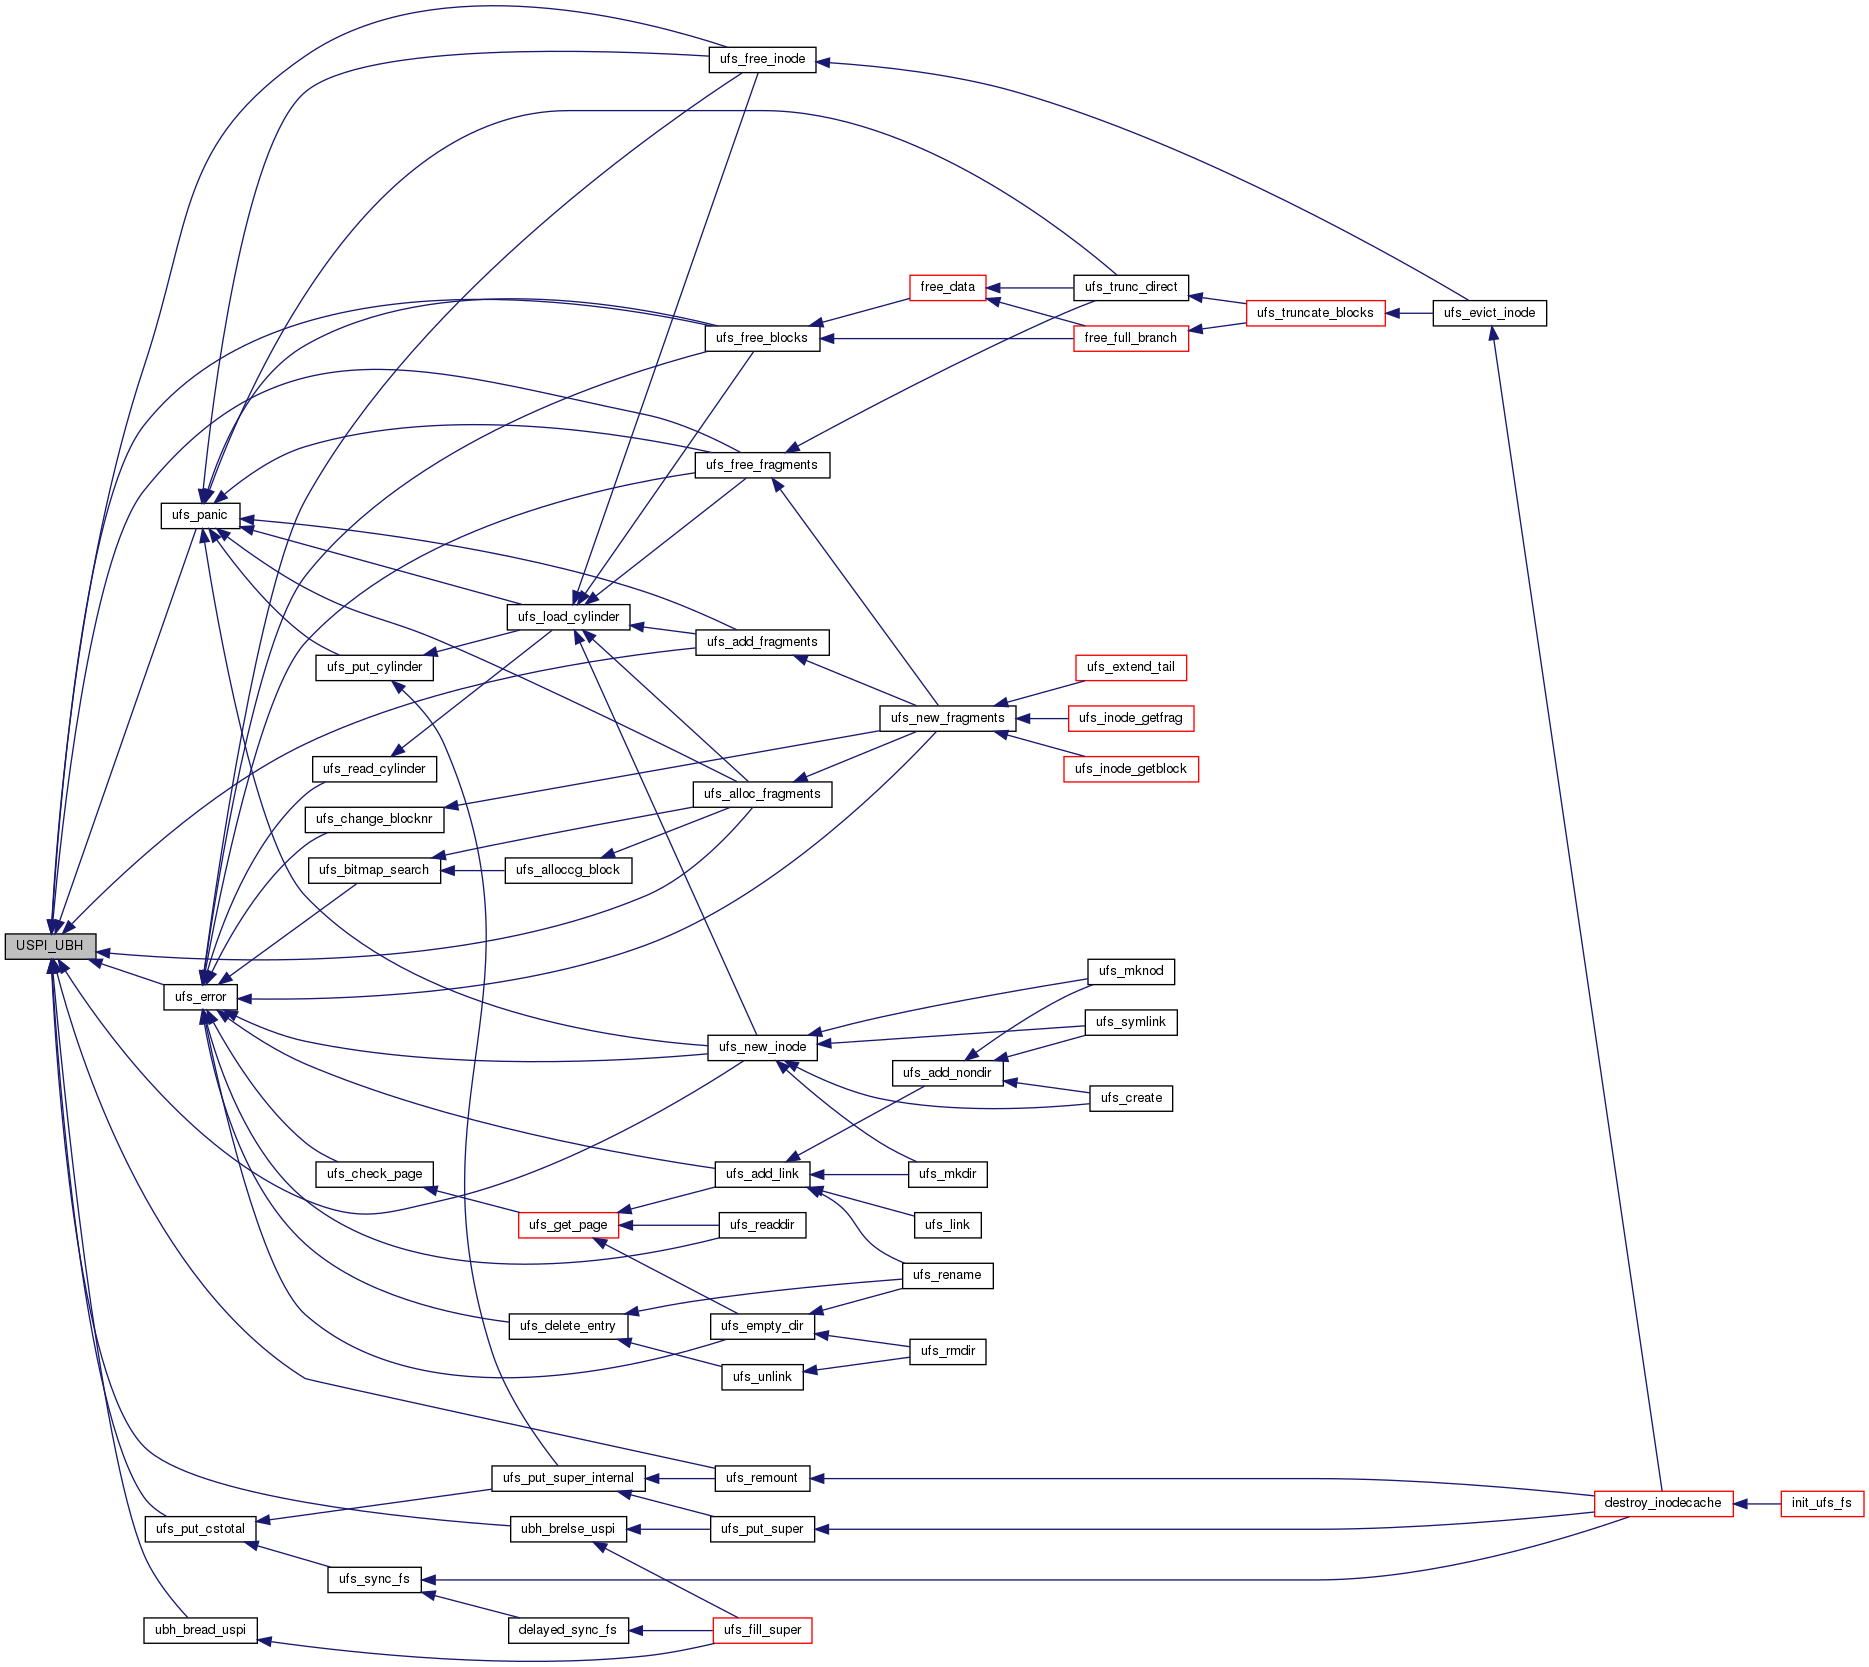 ufs_free_inode
free_data
ufs_trunc_direct
ufs_truncate_blocks
ufs_evict_inode
ufs_free_blocks
free_full_branch
ufs_free_fragments
ufs_panic
ufs_load_cylinder
ufs_add_fragments
ufs_put_cylinder
ufs_extend_tail
ufs_new_fragments
ufs_inode_getfrag
ufs_read_cylinder
ufs_inode_getblock
ufs_alloc_fragments
ufs_change_blocknr
ufs_bitmap_search
ufs_alloccg_block
USPI_UBH
ufs_error
ufs_mknod
ufs_symlink
ufs_new_inode
ufs_add_nondir
ufs_create
ufs_check_page
ufs_add_link
ufs_mkdir
ufs_get_page
ufs_readdir
ufs_link
ufs_rename
ufs_delete_entry
ufs_empty_dir
ufs_rmdir
ufs_unlink
ufs_put_super_internal
ufs_remount
destroy_inodecache
init_ufs_fs
ufs_put_cstotal
ubh_brelse_uspi
ufs_put_super
ufs_sync_fs
ubh_bread_uspi
delayed_sync_fs
ufs_fill_super